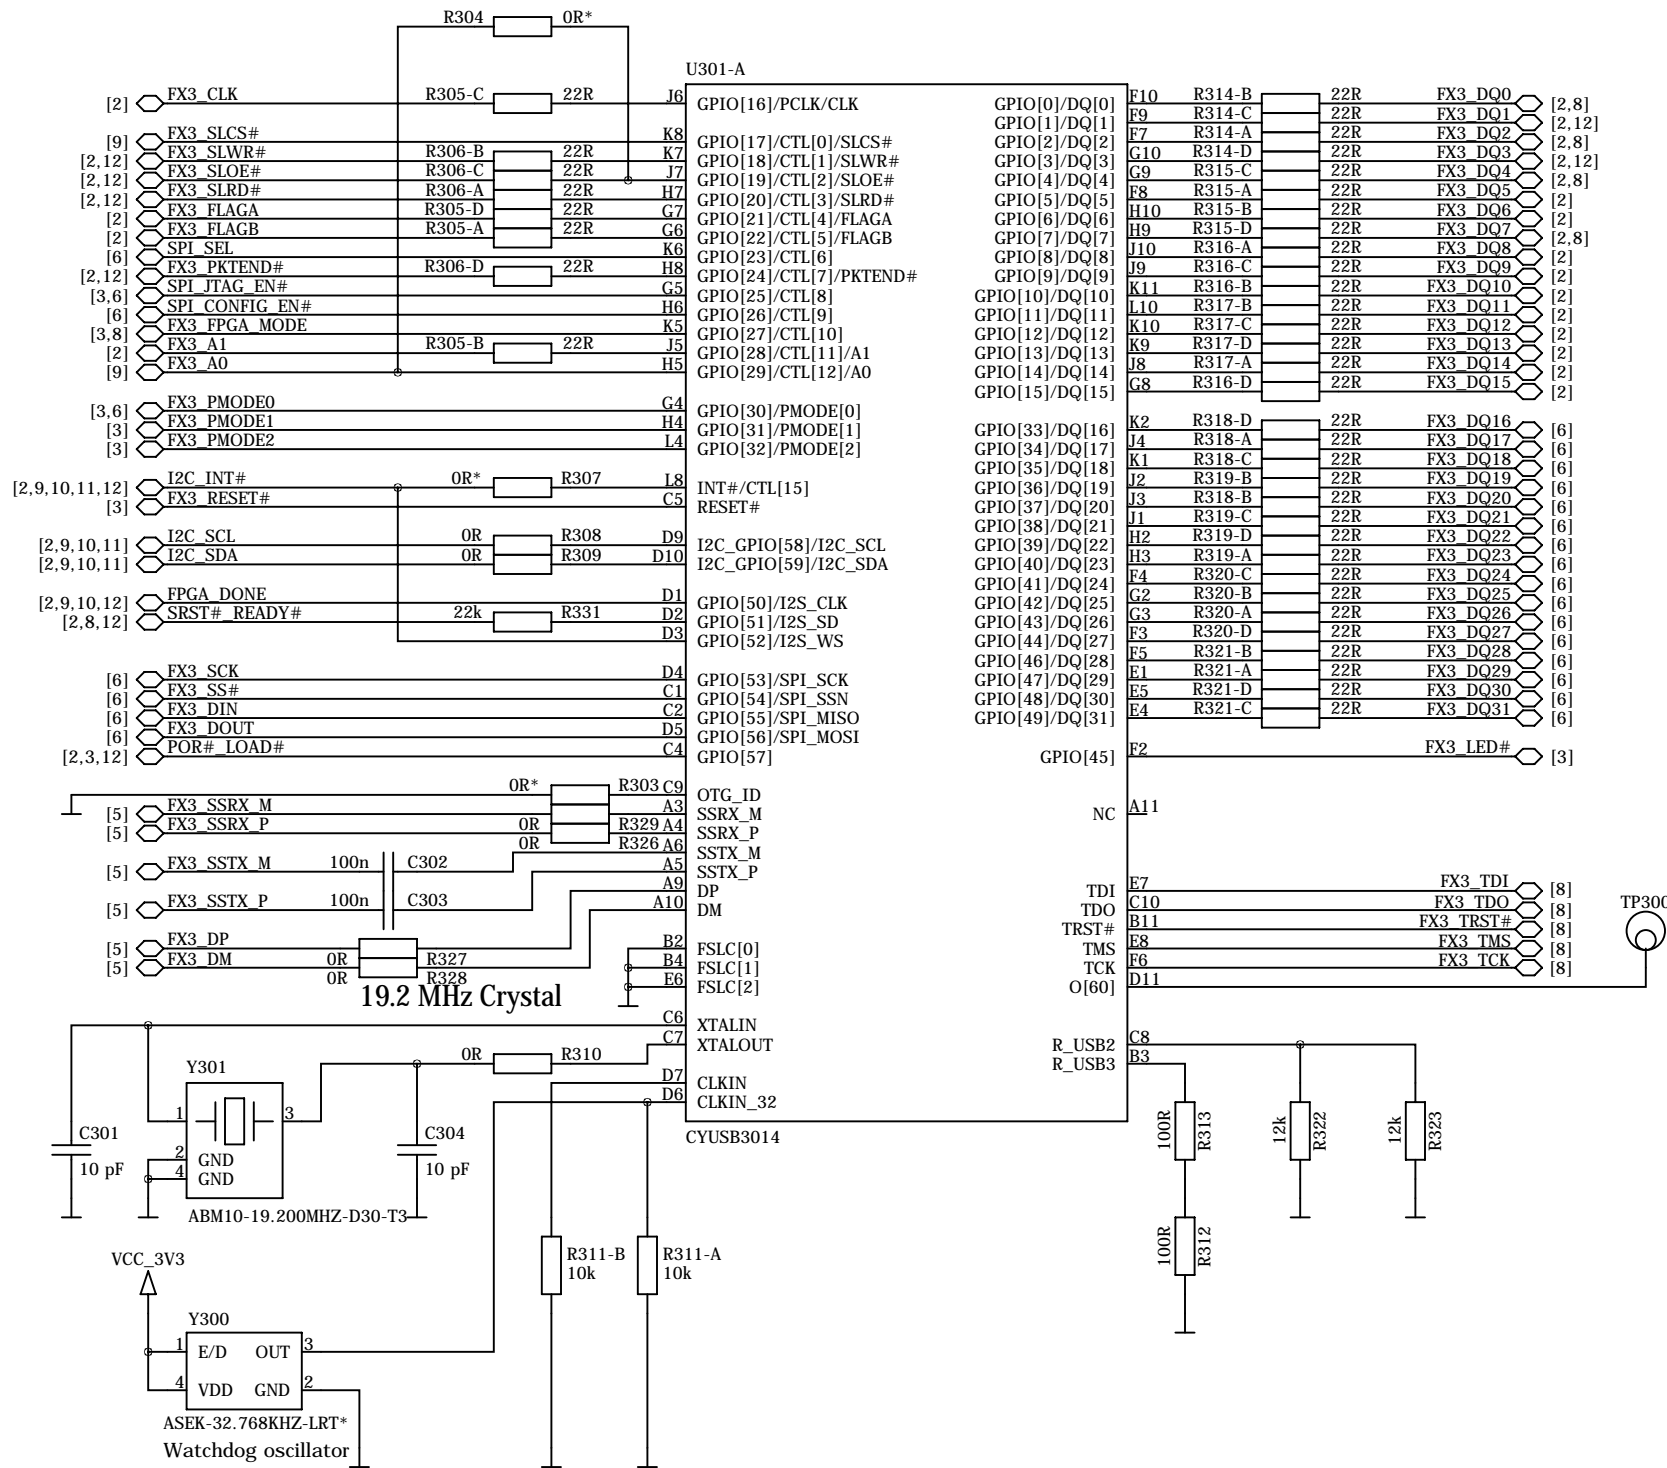 R304 0R*
U301-A
[2] FX3_CLK R305-C 22R J6 GPIO[16]/PCLK/CLK
[9] FX3_SLCS# K8 GPIO[17]/CTL[0]/SLCS#
[2,12] FX3_SLWR# R306-B 22R K7 GPIO[18]/CTL[1]/SLWR#
[2,12] FX3_SLOE# R306-C 22R J7 GPIO[19]/CTL[2]/SLOE#
[2,12] FX3_SLRD# R306-A 22R H7 GPIO[20]/CTL[3]/SLRD#
[2] FX3_FLAGA R305-D 22R G7 GPIO[21]/CTL[4]/FLAGA
[2] FX3_FLAGB R305-A 22R G6 GPIO[22]/CTL[5]/FLAGB
[6] SPI_SEL K6 GPIO[23]/CTL[6]
[2,12] FX3_PKTEND# R306-D 22R H8 GPIO[24]/CTL[7]/PKTEND#
[3,6] SPI_JTAG_EN# G5 GPIO[25]/CTL[8]
[6] SPI_CONFIG_EN# H6 GPIO[26]/CTL[9]
[3,8] FX3_FPGA_MODE K5 GPIO[27]/CTL[10]
[2] FX3_A1 R305-B 22R J5 GPIO[28]/CTL[11]/A1
[9] FX3_A0 H5 GPIO[29]/CTL[12]/A0
[3,6] FX3_PMODE0 G4 GPIO[30]/PMODE[0]
[3] FX3_PMODE1 H4 GPIO[31]/PMODE[1]
[3] FX3_PMODE2 L4 GPIO[32]/PMODE[2]
[2,9,10,11,12] I2C_INT# 0R* R307 L8 INT#/CTL[15]
[3] FX3_RESET# C5 RESET#
[2,9,10,11] I2C_SCL 0R R308 D9 I2C_GPIO[58]/I2C_SCL
[2,9,10,11] I2C_SDA 0R R309 D10 I2C_GPIO[59]/I2C_SDA
[2,9,10,12] FPGA_DONE D1 GPIO[50]/I2S_CLK
[2,8,12] SRST#_READY# 22k R331 D2 GPIO[51]/I2S_SD
D3 GPIO[52]/I2S_WS
[6] FX3_SCK D4 GPIO[53]/SPI_SCK
[6] FX3_SS# C1 GPIO[54]/SPI_SSN
[6] FX3_DIN C2 GPIO[55]/SPI_MISO
[6] FX3_DOUT D5 GPIO[56]/SPI_MOSI
[2,3,12] POR#_LOAD# C4 GPIO[57]
0R* R303 C9 OTG_ID
[5] FX3_SSRX_M A3 SSRX_M
[5] FX3_SSRX_P 0R R329 A4 SSRX_P
0R R326 A6 SSTX_M
[5] FX3_SSTX_M 100n C302 A5 SSTX_P
A9 DP
[5] FX3_SSTX_P 100n C303 A10 DM
[5] FX3_DP B2 FSLC[0]
[5] FX3_DM 0R R327 B4 FSLC[1]
0R R328 E6 FSLC[2]
19.2 MHz Crystal
C6 XTALIN
C7 XTALOUT
0R R310
D7 CLKIN
D6 CLKIN_32
CYUSB3014
GPIO[0]/DQ[0] F10 R314-B 22R FX3_DQ0 [2,8]
GPIO[1]/DQ[1] F9 R314-C 22R FX3_DQ1 [2,12]
GPIO[2]/DQ[2] F7 R314-A 22R FX3_DQ2 [2,8]
GPIO[3]/DQ[3] G10 R314-D 22R FX3_DQ3 [2,12]
GPIO[4]/DQ[4] G9 R315-C 22R FX3_DQ4 [2,8]
GPIO[5]/DQ[5] F8 R315-A 22R FX3_DQ5 [2]
GPIO[6]/DQ[6] H10 R315-B 22R FX3_DQ6 [2]
GPIO[7]/DQ[7] H9 R315-D 22R FX3_DQ7 [2,8]
GPIO[8]/DQ[8] J10 R316-A 22R FX3_DQ8 [2]
GPIO[9]/DQ[9] J9 R316-C 22R FX3_DQ9 [2]
GPIO[10]/DQ[10] K11 R316-B 22R FX3_DQ10 [2]
GPIO[11]/DQ[11] L10 R317-B 22R FX3_DQ11 [2]
GPIO[12]/DQ[12] K10 R317-C 22R FX3_DQ12 [2]
GPIO[13]/DQ[13] K9 R317-D 22R FX3_DQ13 [2]
GPIO[14]/DQ[14] J8 R317-A 22R FX3_DQ14 [2]
GPIO[15]/DQ[15] G8 R316-D 22R FX3_DQ15 [2]
GPIO[33]/DQ[16] K2 R318-D 22R FX3_DQ16 [6]
GPIO[34]/DQ[17] J4 R318-A 22R FX3_DQ17 [6]
GPIO[35]/DQ[18] K1 R318-C 22R FX3_DQ18 [6]
GPIO[36]/DQ[19] J2 R319-B 22R FX3_DQ19 [6]
GPIO[37]/DQ[20] J3 R318-B 22R FX3_DQ20 [6]
GPIO[38]/DQ[21] J1 R319-C 22R FX3_DQ21 [6]
GPIO[39]/DQ[22] H2 R319-D 22R FX3_DQ22 [6]
GPIO[40]/DQ[23] H3 R319-A 22R FX3_DQ23 [6]
GPIO[41]/DQ[24] F4 R320-C 22R FX3_DQ24 [6]
GPIO[42]/DQ[25] G2 R320-B 22R FX3_DQ25 [6]
GPIO[43]/DQ[26] G3 R320-A 22R FX3_DQ26 [6]
GPIO[44]/DQ[27] F3 R320-D 22R FX3_DQ27 [6]
GPIO[46]/DQ[28] F5 R321-B 22R FX3_DQ28 [6]
GPIO[47]/DQ[29] E1 R321-A 22R FX3_DQ29 [6]
GPIO[48]/DQ[30] E5 R321-D 22R FX3_DQ30 [6]
GPIO[49]/DQ[31] E4 R321-C 22R FX3_DQ31 [6]
GPIO[45] F2 FX3_LED# [3]
NC A11
TDI E7 FX3_TDI [8]
TDO C10 FX3_TDO [8]
TRST# B11 FX3_TRST# [8]
TMS E8 FX3_TMS [8]
TCK F6 FX3_TCK [8]
O[60] D11
TP300
R_USB2 C8
R_USB3 B3
100R R313
12k R322
12k R323
100R R312
Y301
1 3
2 GND
4 GND
ABM10-19.200MHZ-D30-T3
C301
10 pF
C304
10 pF
R311-B
10k
R311-A
10k
VCC_3V3
Y300
1 E/D OUT 3
4 VDD GND 2
ASEK-32.768KHZ-LRT*
Watchdog oscillator